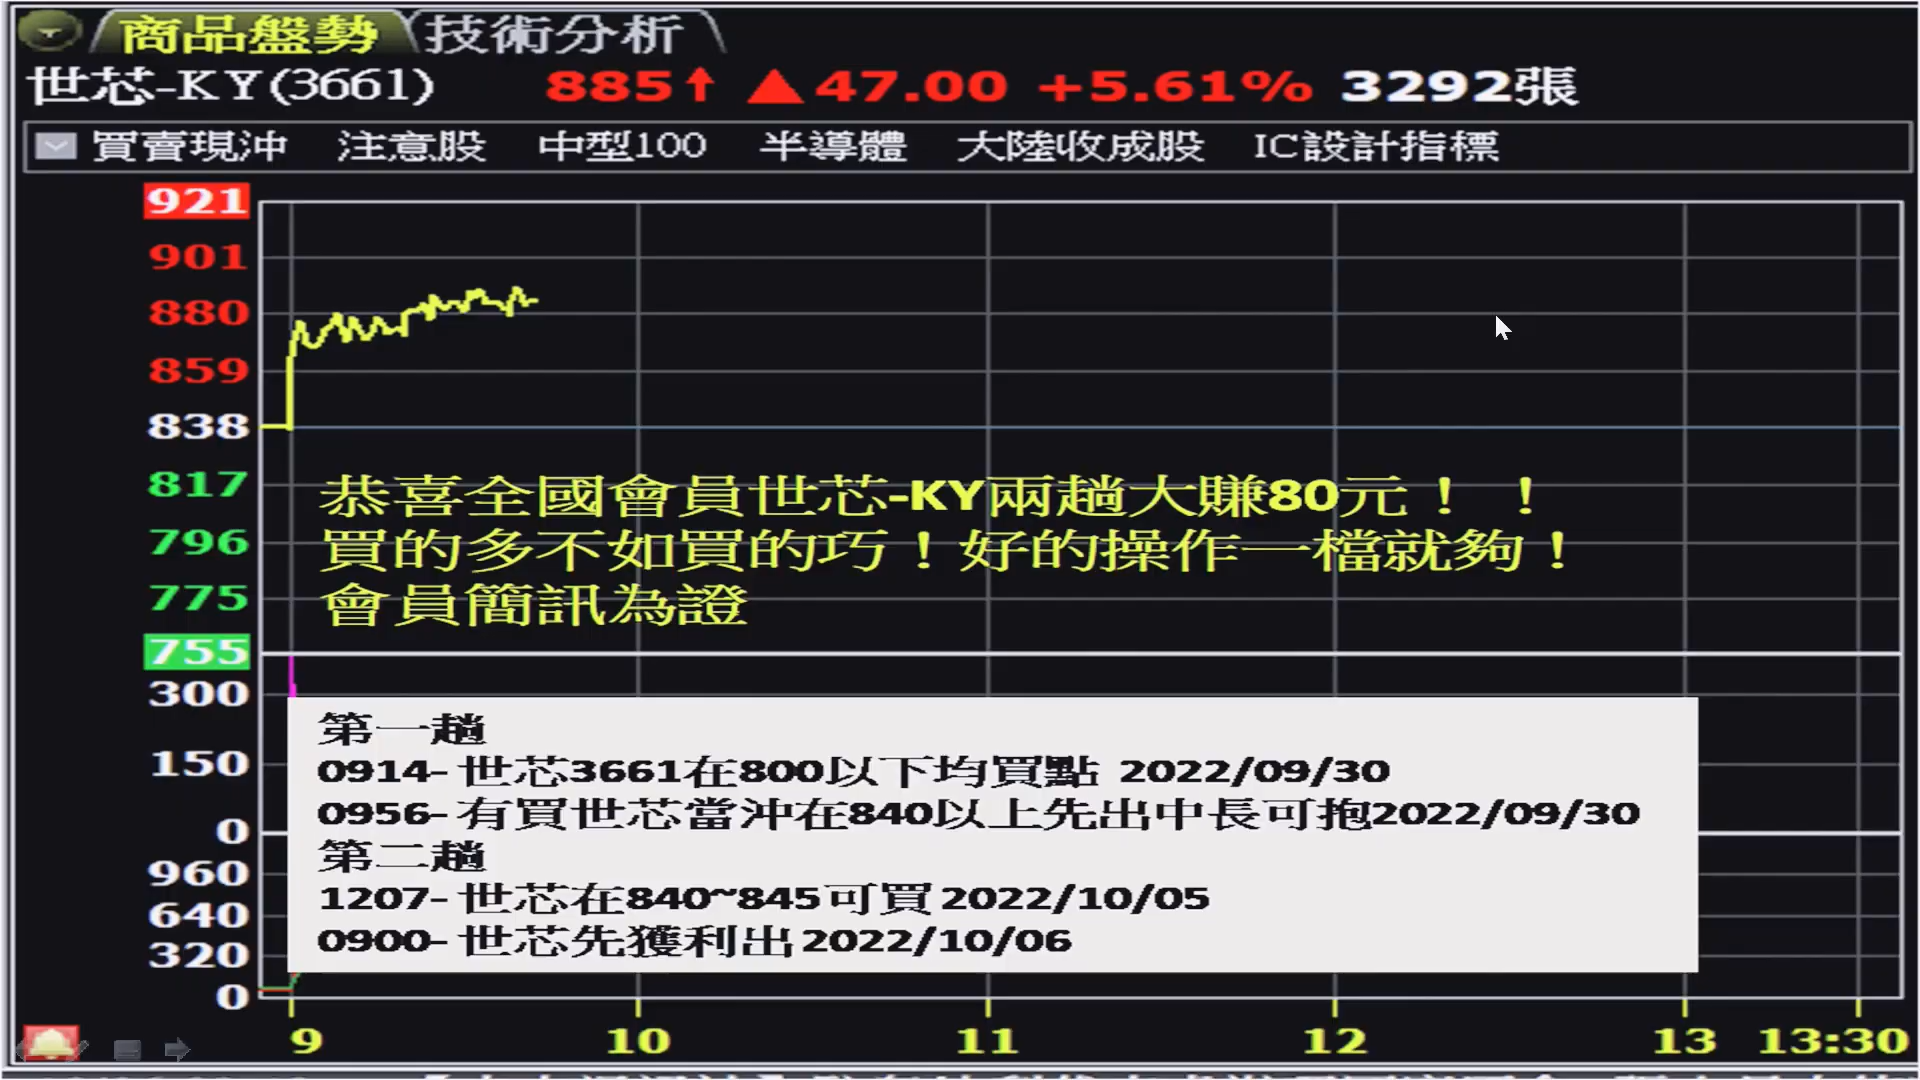 商品盤勢 技術分析
世芯-KY(3661) 885↑ ▲47.00 +5.61% 3292張
買賣現沖 注意股 中型100 半導體 大陸收成股 IC設計指標
921
901
880
859
838
817
796
775
755
300
150
0
960
640
320
0
恭喜全國會員世芯-KY兩趟大賺80元！！
買的多不如買的巧！好的操作一檔就夠！
會員簡訊為證
第一趟
0914-世芯3661在800以下均買點 2022/09/30
0956-有買世芯當沖在840以上先出中長可抱2022/09/30
第二趟
1207-世芯在840~845可買2022/10/05
0900-世芯先獲利出2022/10/06
9 10 11 12 13 13:30